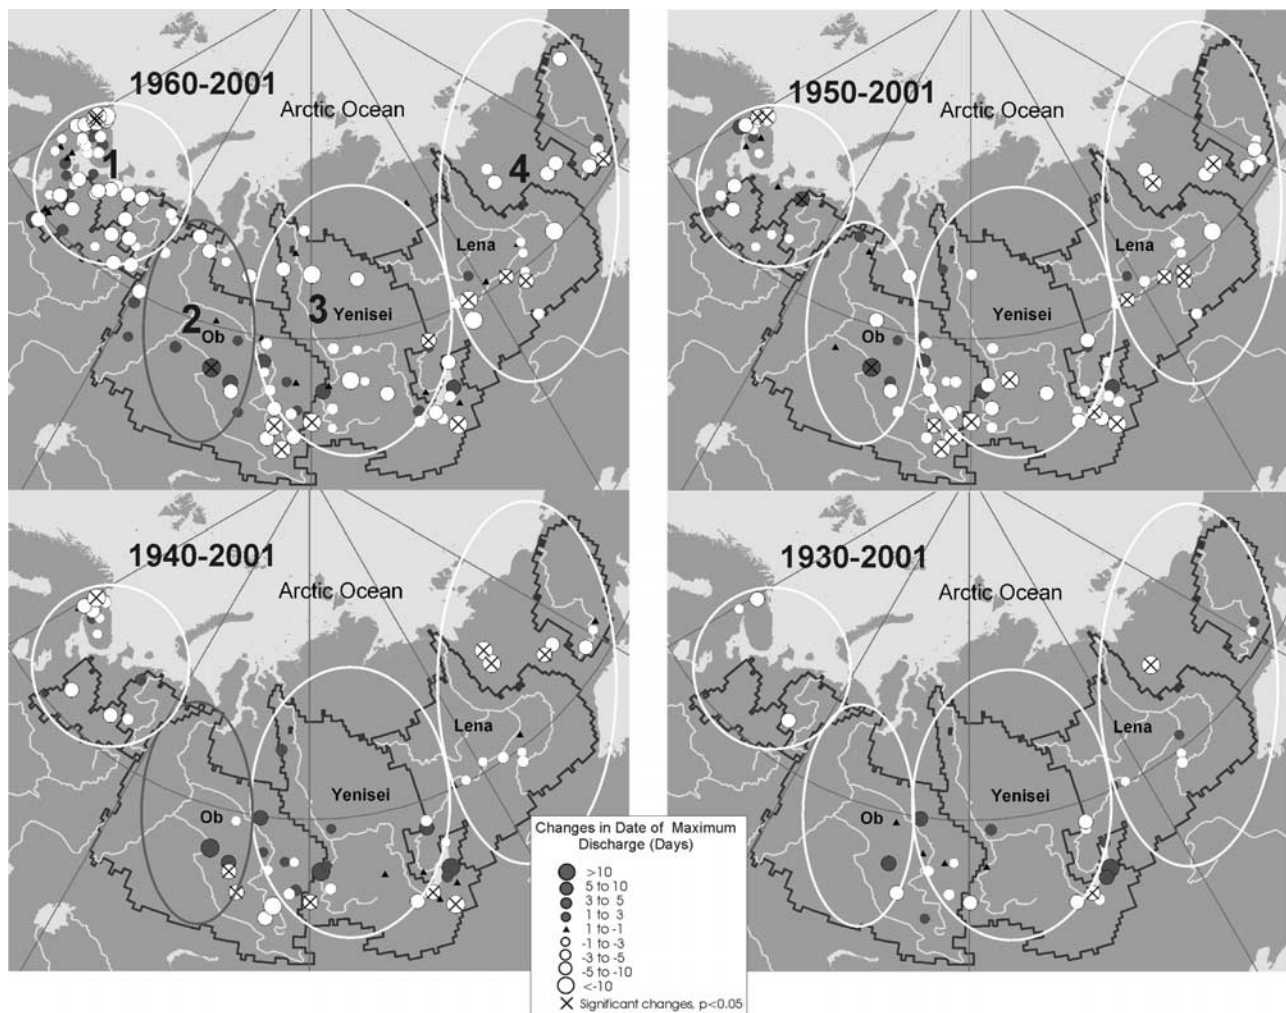 1960-2001
Arctic Ocean
1
4
Lena
2
Ob
3
Yenisei
1950-2001
Arctic Ocean
Lena
Ob
Yenisei
1940-2001
Arctic Ocean
Lena
Yenisei
Ob
1930-2001
Arctic Ocean
Lena
Yenisei
Ob
Changes in Date of Maximum
Discharge (Days)
>10
5 to 10
3 to 5
1 to 3
1 to -1
-1 to -3
-3 to -5
-5 to -10
<-10
Significant changes, p<0.05